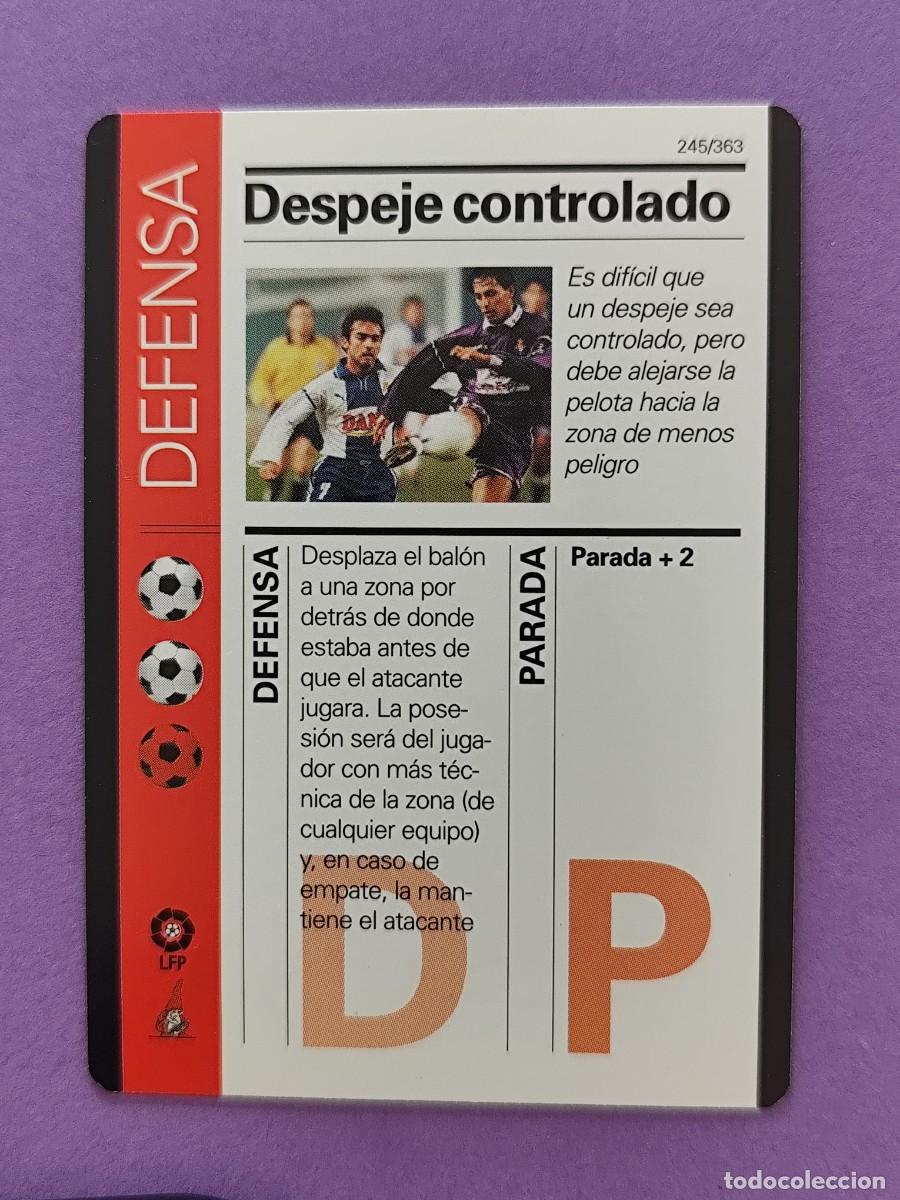 245/363
DEFENSA
Despeje controlado
Es difícil que
un despeje sea
controlado, pero
debe alejarse la
pelota hacia la
zona de menos
peligro
DANI
DEFENSA
Desplaza el balón
a una zona por
detrás de donde
estaba antes de
que el atacante
jugara. La pose-
sión será del juga-
dor con más téc-
nica de la zona (de
cualquier equipo)
y, en caso de
empate, la man-
tiene el atacante
D
PARADA
Parada + 2
P
LFP
todocoleccion